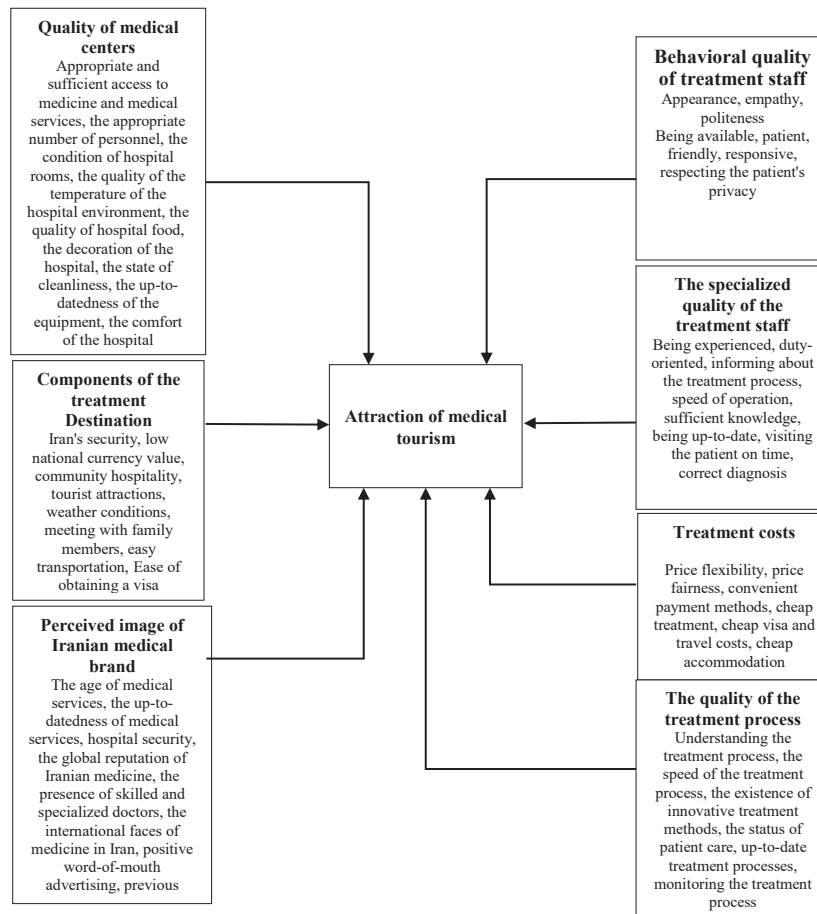 Quality of medical
centers
Appropriate and
sufficient access to
medicine and medical
services, the appropriate
number of personnel, the
condition of hospital
rooms, the quality of the
temperature of the
hospital environment, the
quality of hospital food,
the decoration of the
hospital, the state of
cleanliness, the up-to-
datedness of the
equipment, the comfort
of the hospital
Components of the
treatment
Destination
Iran's security, low
national currency value,
community hospitality,
tourist attractions,
weather conditions,
meeting with family
members, easy
transportation, Ease of
obtaining a visa
Perceived image of
Iranian medical
brand
The age of medical
services, the up-to-
datedness of medical
services, hospital security,
the global reputation of
Iranian medicine, the
presence of skilled and
specialized doctors, the
international faces of
medicine in Iran, positive
word-of-mouth
advertising, previous
Attraction of medical
tourism
Behavioral quality
of treatment staff
Appearance, empathy,
politeness
Being available, patient,
friendly, responsive,
respecting the patient's
privacy
The specialized
quality of the
treatment staff
Being experienced, duty-
oriented, informing about
the treatment process,
speed of operation,
sufficient knowledge,
being up-to-date, visiting
the patient on time,
correct diagnosis
Treatment costs
Price flexibility, price
fairness, convenient
payment methods, cheap
treatment, cheap visa and
travel costs, cheap
accommodation
The quality of the
treatment process
Understanding the
treatment process, the
speed of the treatment
process, the existence of
innovative treatment
methods, the status of
patient care, up-to-date
treatment processes,
monitoring the treatment
process